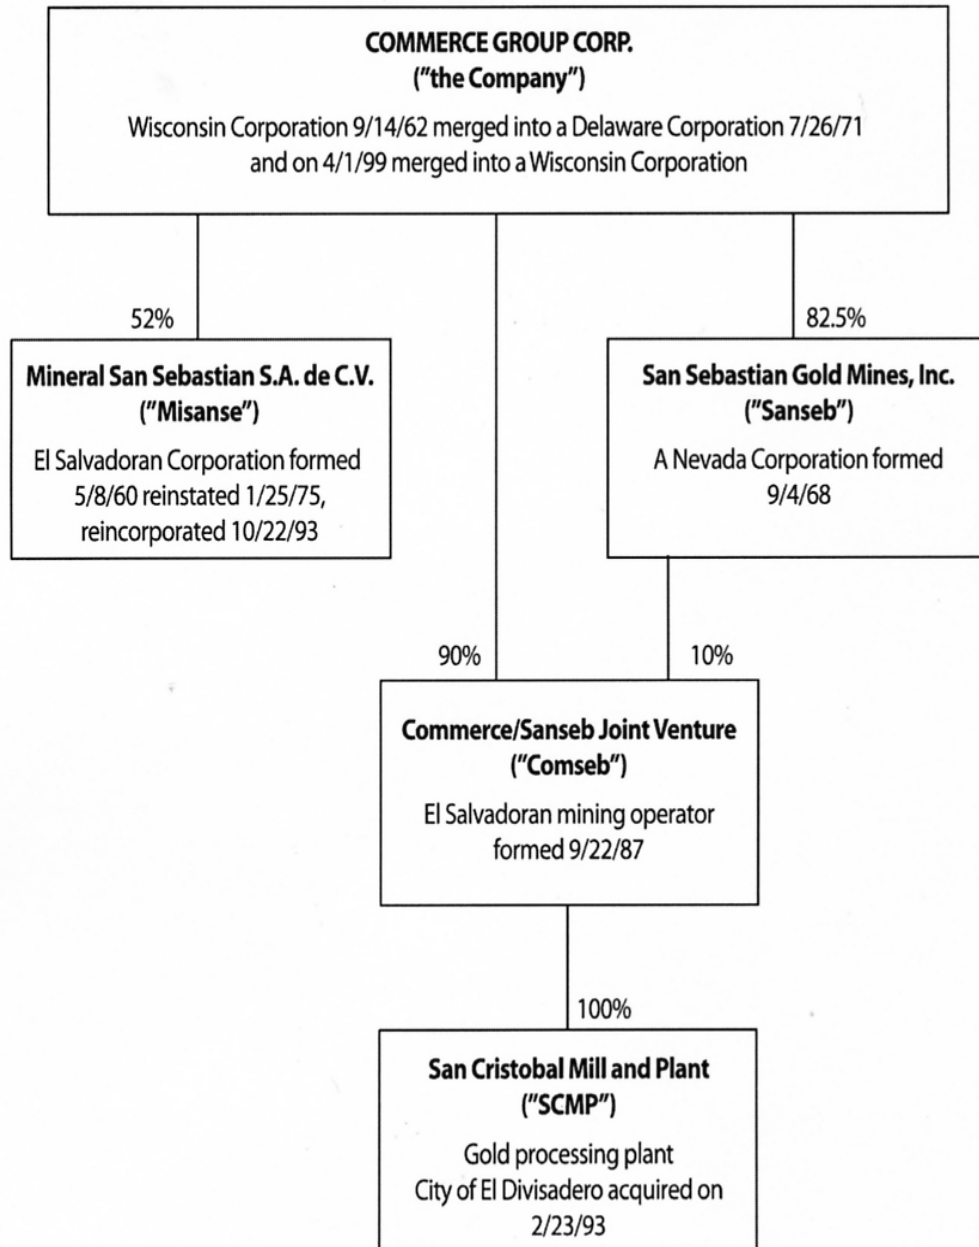 COMMERCE GROUP CORP.
("the Company")
Wisconsin Corporation 9/14/62 merged into a Delaware Corporation 7/26/71
and on 4/1/99 merged into a Wisconsin Corporation
52%
82.5%
Mineral San Sebastian S.A. de C.V.
("Misanse")
El Salvadoran Corporation formed
5/8/60 reinstated 1/25/75,
reincorporated 10/22/93
San Sebastian Gold Mines, Inc.
("Sanseb")
A Nevada Corporation formed
9/4/68
90%
10%
Commerce/Sanseb Joint Venture
("Comseb")
El Salvadoran mining operator
formed 9/22/87
100%
San Cristobal Mill and Plant
("SCMP")
Gold processing plant
City of El Divisadero acquired on
2/23/93